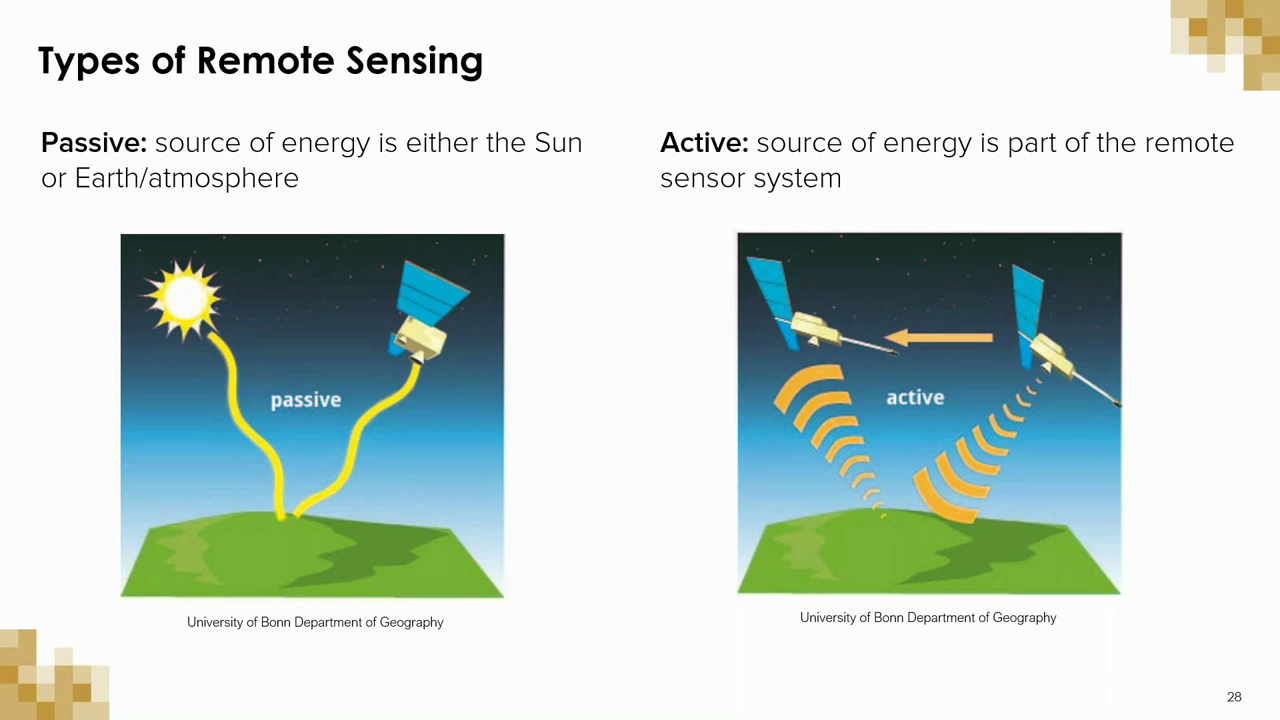 Types of Remote Sensing
Passive: source of energy is either the Sun
or Earth/atmosphere
Active: source of energy is part of the remote
sensor system
passive
active
University of Bonn Department of Geography
University of Bonn Department of Geography
28